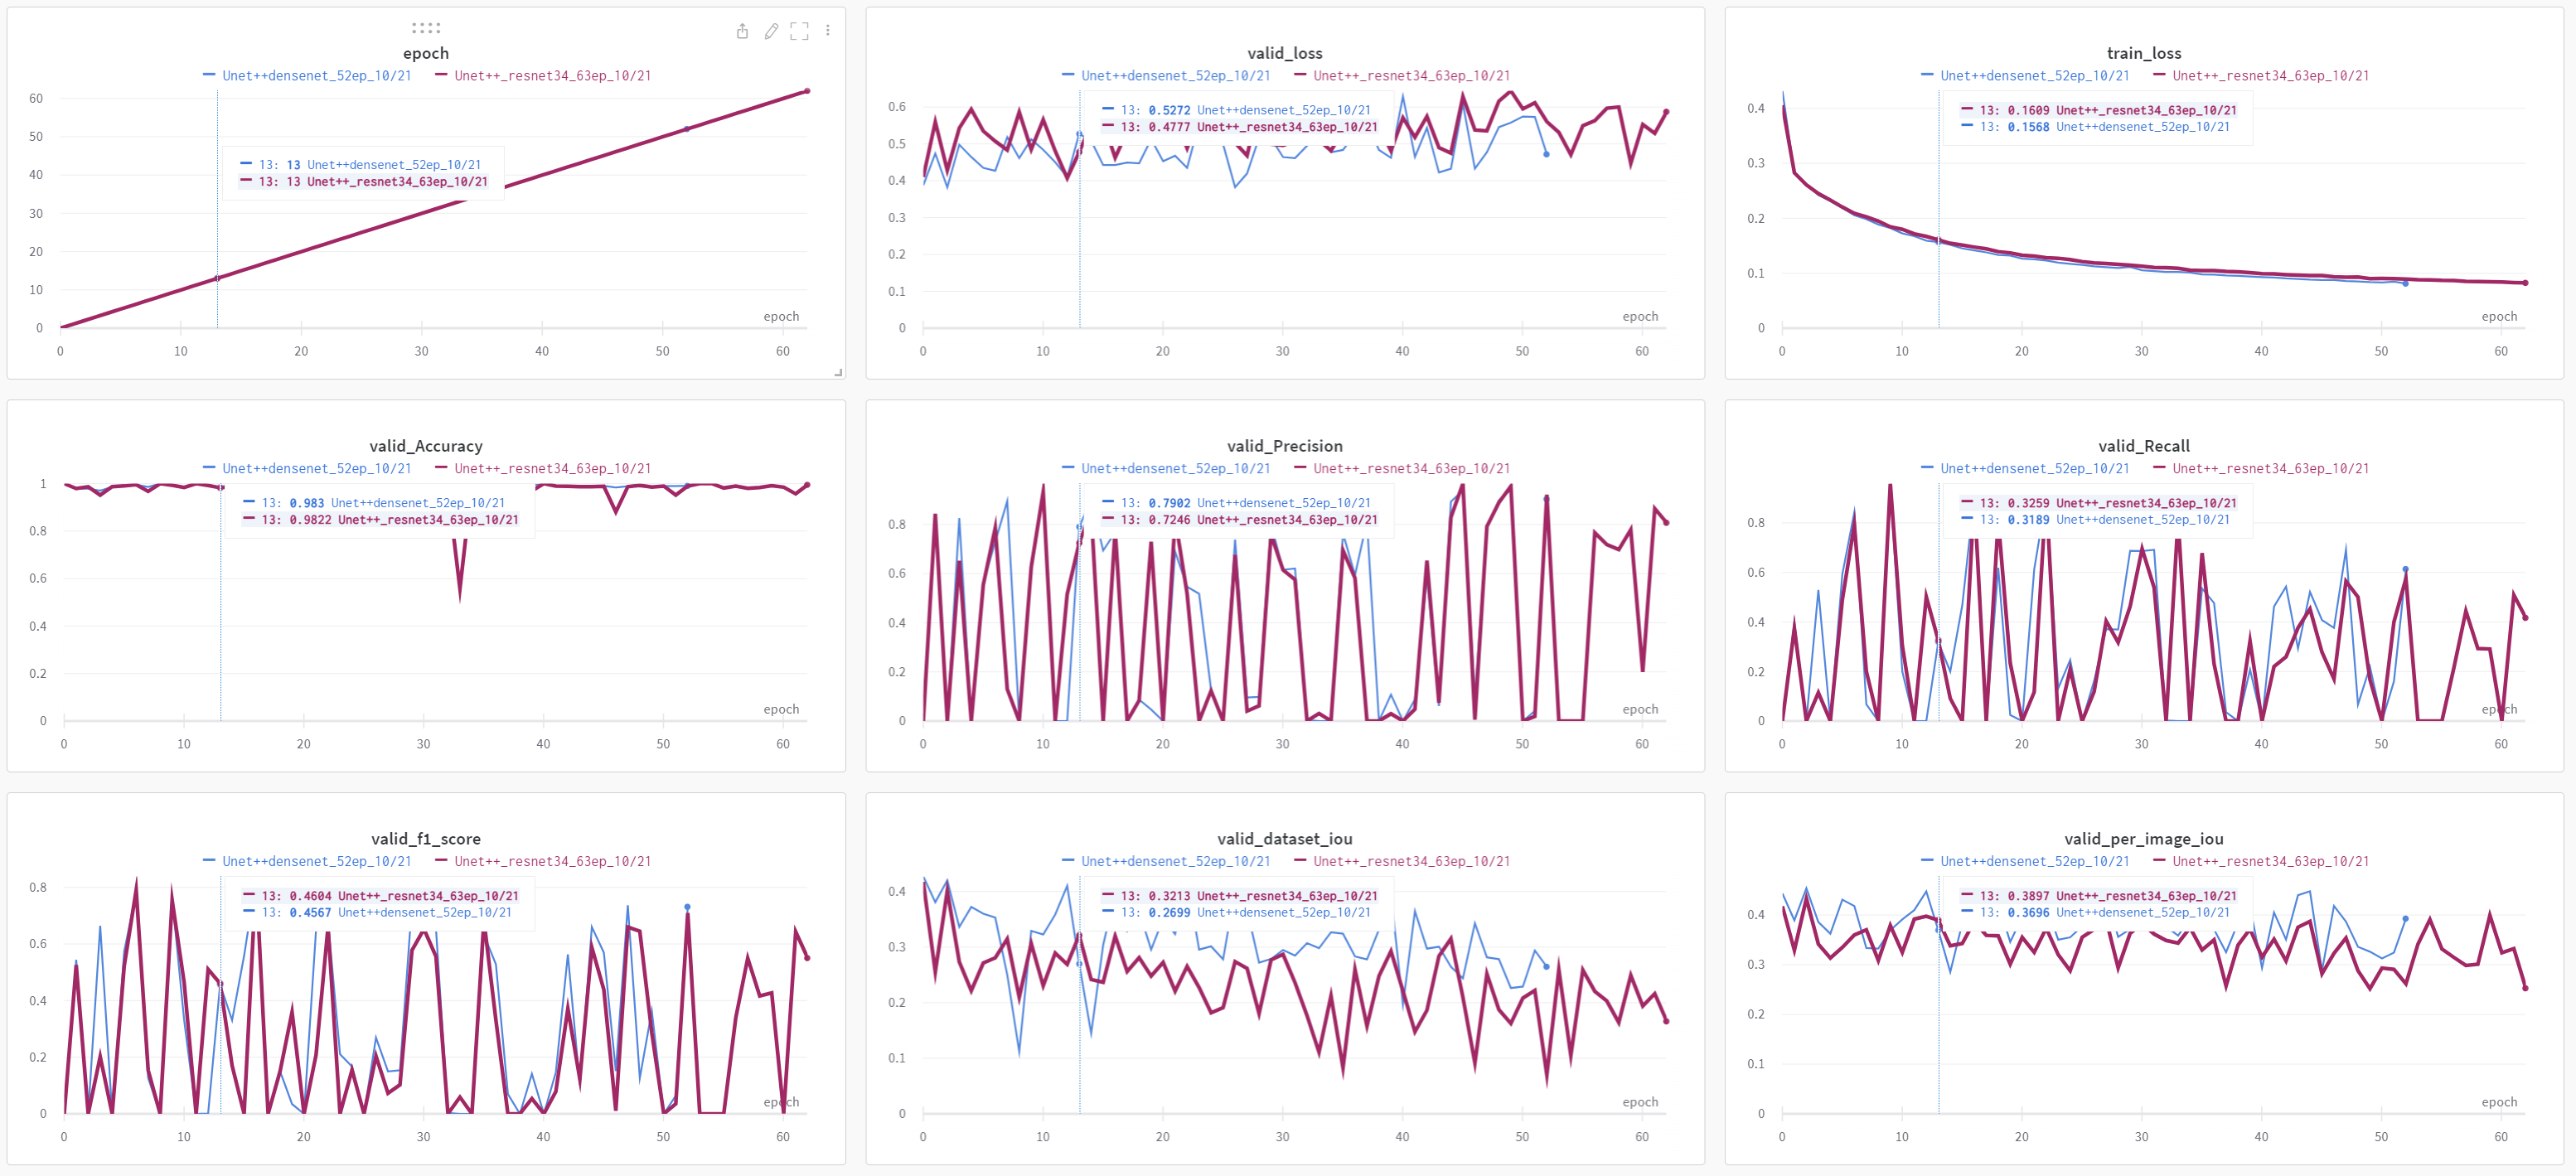 epoch
Unet++densenet_52ep_10/21 Unet++_resnet34_63ep_10/21
60
50
40
30
20
10
0
13: 13 Unet++densenet_52ep_10/21
13: 13 Unet++_resnet34_63ep_10/21
epoch
0 10 20 30 40 50 60
valid_loss
Unet++densenet_52ep_10/21 Unet++_resnet34_63ep_10/21
0.6
0.5
0.4
0.3
0.2
0.1
0
13: 0.5272 Unet++densenet_52ep_10/21
13: 0.4777 Unet++_resnet34_63ep_10/21
epoch
0 10 20 30 40 50 60
train_loss
Unet++densenet_52ep_10/21 Unet++_resnet34_63ep_10/21
0.4
0.3
0.2
0.1
0
13: 0.1609 Unet++_resnet34_63ep_10/21
13: 0.1568 Unet++densenet_52ep_10/21
epoch
0 10 20 30 40 50 60
valid_Accuracy
Unet++densenet_52ep_10/21 Unet++_resnet34_63ep_10/21
1
0.8
0.6
0.4
0.2
0
13: 0.983 Unet++densenet_52ep_10/21
13: 0.9822 Unet++_resnet34_63ep_10/21
epoch
0 10 20 30 40 50 60
valid_Precision
Unet++densenet_52ep_10/21 Unet++_resnet34_63ep_10/21
0.8
0.6
0.4
0.2
0
13: 0.7902 Unet++densenet_52ep_10/21
13: 0.7246 Unet++_resnet34_63ep_10/21
epoch
0 10 20 30 40 50 60
valid_Recall
Unet++densenet_52ep_10/21 Unet++_resnet34_63ep_10/21
0.8
0.6
0.4
0.2
0
13: 0.3259 Unet++_resnet34_63ep_10/21
13: 0.3189 Unet++densenet_52ep_10/21
epoch
0 10 20 30 40 50 60
valid_f1_score
Unet++densenet_52ep_10/21 Unet++_resnet34_63ep_10/21
0.8
0.6
0.4
0.2
0
13: 0.4604 Unet++_resnet34_63ep_10/21
13: 0.4567 Unet++densenet_52ep_10/21
epoch
0 10 20 30 40 50 60
valid_dataset_iou
Unet++densenet_52ep_10/21 Unet++_resnet34_63ep_10/21
0.4
0.3
0.2
0.1
0
13: 0.3213 Unet++_resnet34_63ep_10/21
13: 0.2699 Unet++densenet_52ep_10/21
epoch
0 10 20 30 40 50 60
valid_per_image_iou
Unet++densenet_52ep_10/21 Unet++_resnet34_63ep_10/21
0.4
0.3
0.2
0.1
0
13: 0.3897 Unet++_resnet34_63ep_10/21
13: 0.3696 Unet++densenet_52ep_10/21
epoch
0 10 20 30 40 50 60